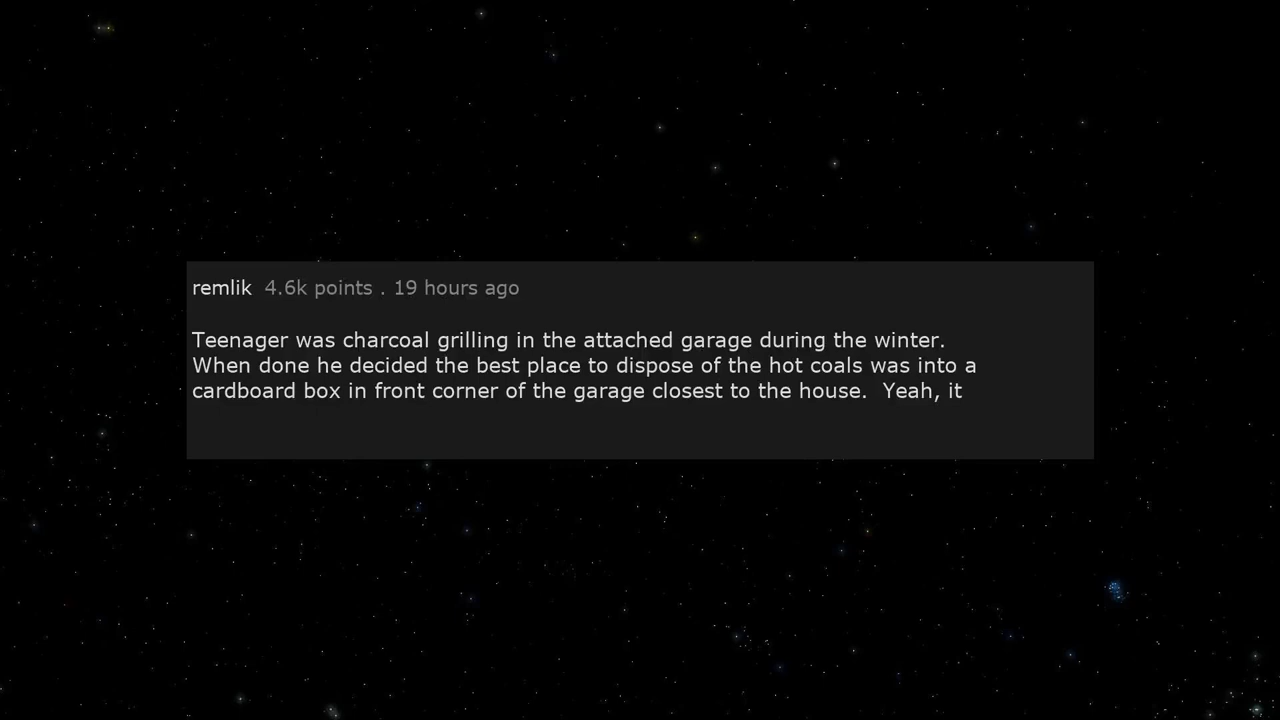 remlik 4.6k points . 19 hours ago
Teenager was charcoal grilling in the attached garage during the winter.
When done he decided the best place to dispose of the hot coals was into a
cardboard box in front corner of the garage closest to the house.  Yeah, it